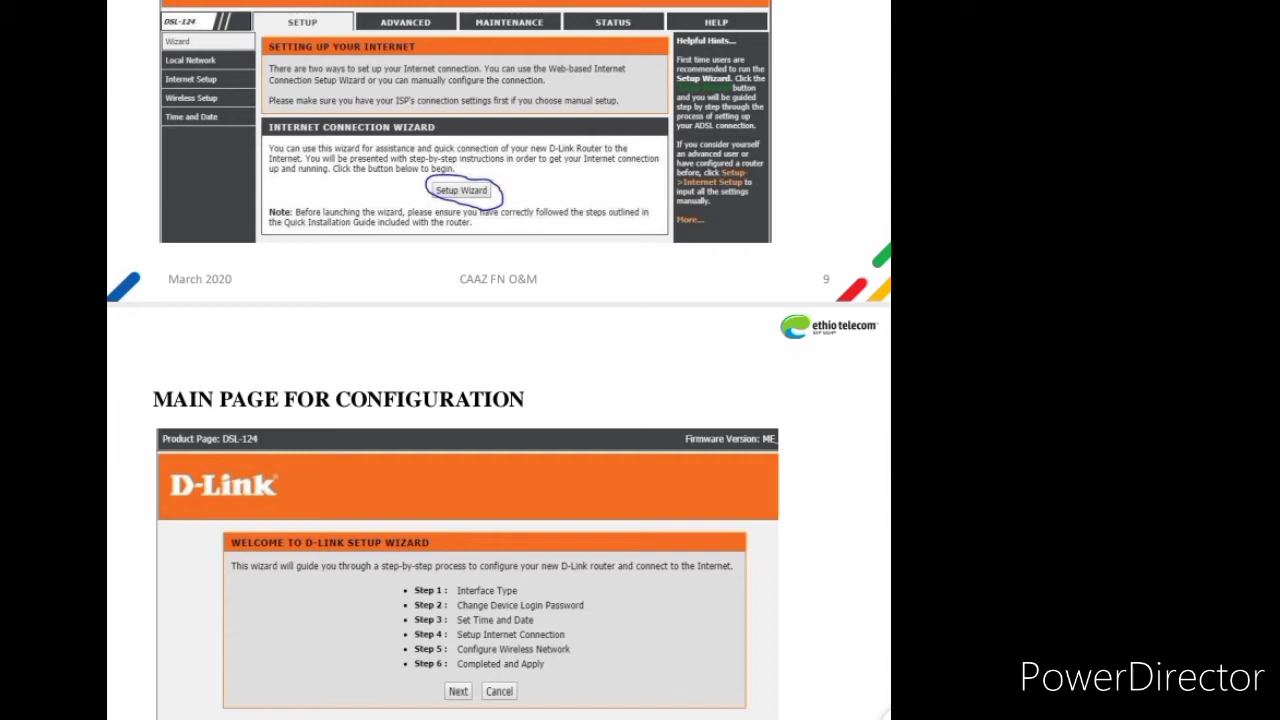 DSL-124
SETUP
ADVANCED
MAINTENANCE
STATUS
HELP
Wizard
Local Network
Internet Setup
Wireless Setup
Time and Date
SETTING UP YOUR INTERNET
There are two ways to set up your Internet connection. You can use the Web-based Internet
Connection Setup Wizard or you can manually configure the connection.
Please make sure you have your ISP's connection settings first if you choose manual setup.
INTERNET CONNECTION WIZARD
You can use this wizard for assistance and quick connection of your new D-Link Router to the
Internet. You will be presented with step-by-step instructions in order to get your Internet connection
up and running. Click the button below to begin.
Setup Wizard
Note: Before launching the wizard, please ensure you have correctly followed the steps outlined in
the Quick Installation Guide included with the router.
Helpful Hints...
First time users are
recommended to run the
Setup Wizard. Click the
button
and you will be guided
step by step through the
process of setting up
your ADSL connection.
If you consider yourself
an advanced user or
have configured a router
before, click Setup-
>Internet Setup to
input all the settings
manually.
More...
March 2020
CAAZ FN O&M
9
ethio telecom
MAIN PAGE FOR CONFIGURATION
Product Page: DSL-124
Firmware Version: ME_
D-Link
WELCOME TO D-LINK SETUP WIZARD
This wizard will guide you through a step-by-step process to configure your new D-Link router and connect to the Internet.
• Step 1 : Interface Type
• Step 2 : Change Device Login Password
• Step 3 : Set Time and Date
• Step 4 : Setup Internet Connection
• Step 5 : Configure Wireless Network
• Step 6 : Completed and Apply
Next
Cancel
PowerDirector